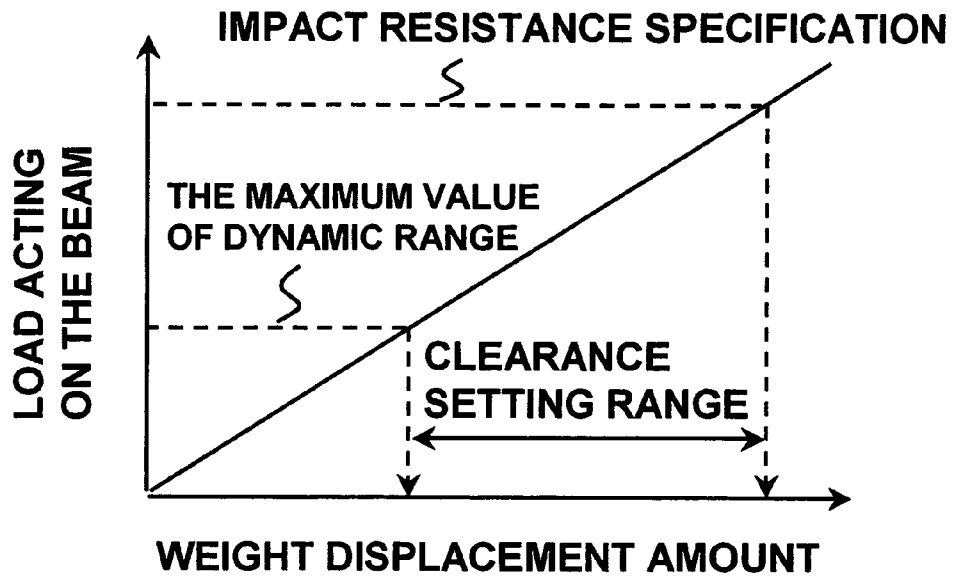 IMPACT RESISTANCE SPECIFICATION
LOAD ACTING
ON THE BEAM
THE MAXIMUM VALUE
OF DYNAMIC RANGE
CLEARANCE
SETTING RANGE
WEIGHT DISPLACEMENT AMOUNT